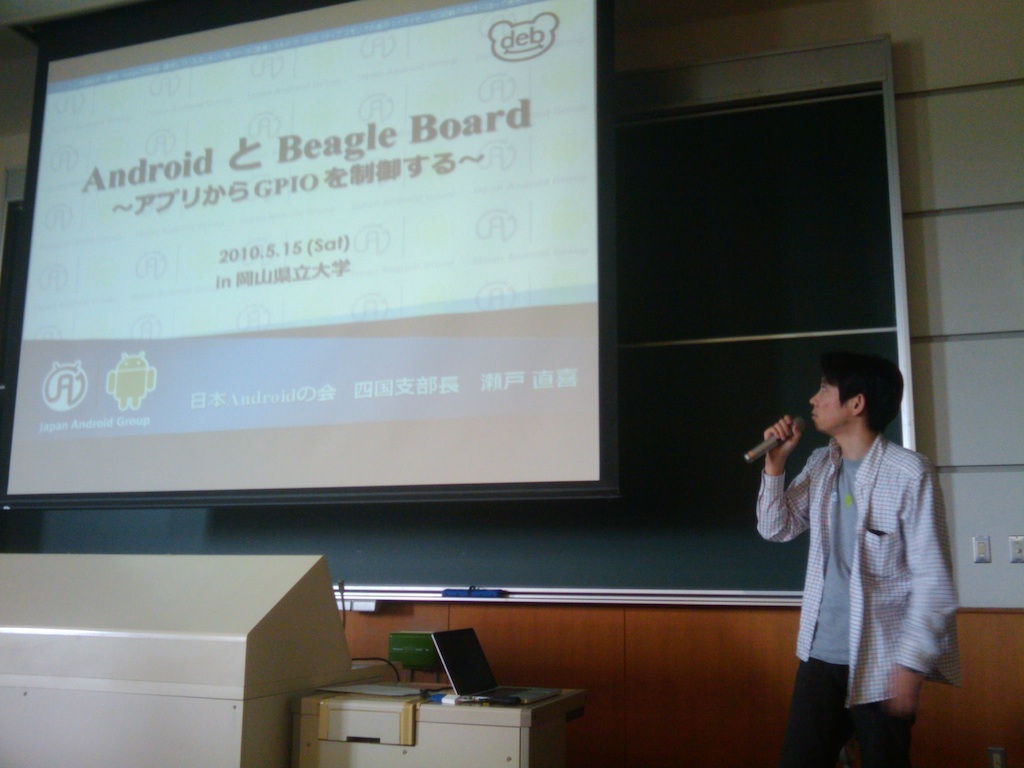 deb
Android と Beagle Board
～アプリからGPIOを制御する～
2010.5.15 (Sat)
in 岡山県立大学
日本Androidの会 四国支部長 瀬戸 直喜
Japan Android Group